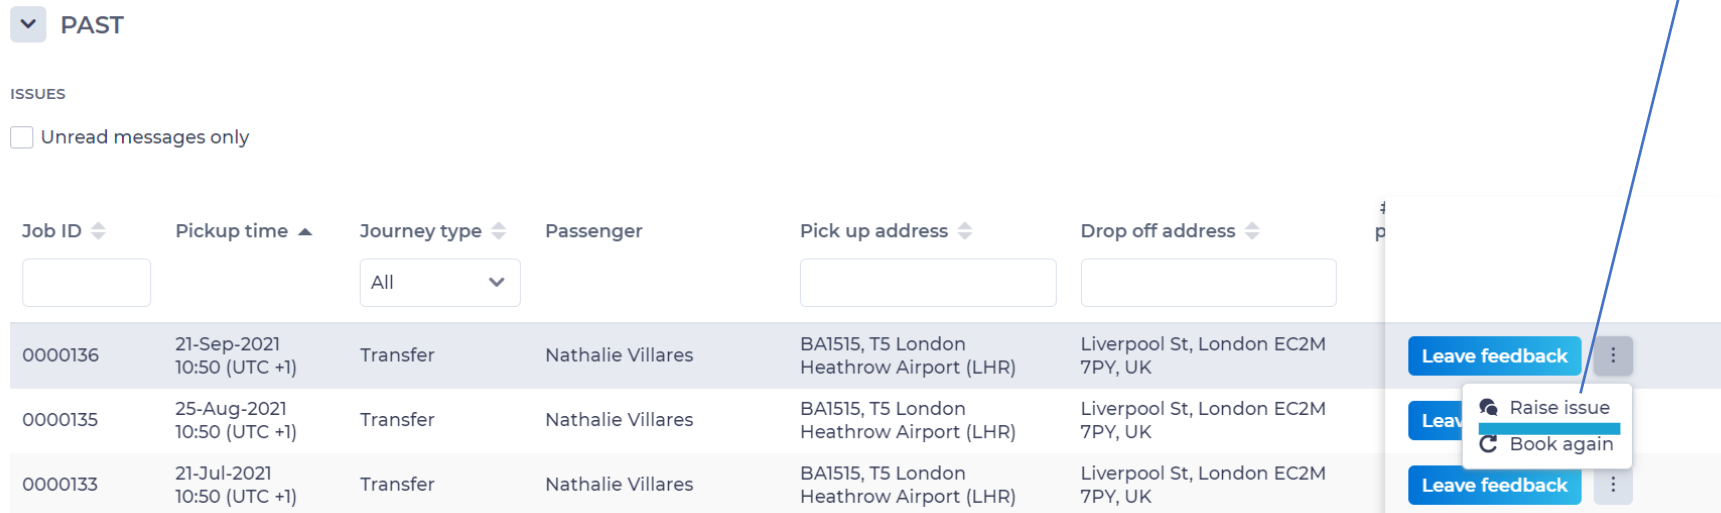 PAST
ISSUES
Unread messages only
Job ID Pickup time Journey type Passenger Pick up address Drop off address
All
0000136 21-Sep-2021 10:50 (UTC +1) Transfer Nathalie Villares BA1515, T5 London Heathrow Airport (LHR) Liverpool St, London EC2M 7PY, UK Leave feedback
Raise issue
Book again
0000135 25-Aug-2021 10:50 (UTC +1) Transfer Nathalie Villares BA1515, T5 London Heathrow Airport (LHR) Liverpool St, London EC2M 7PY, UK
0000133 21-Jul-2021 10:50 (UTC +1) Transfer Nathalie Villares BA1515, T5 London Heathrow Airport (LHR) Liverpool St, London EC2M 7PY, UK Leave feedback